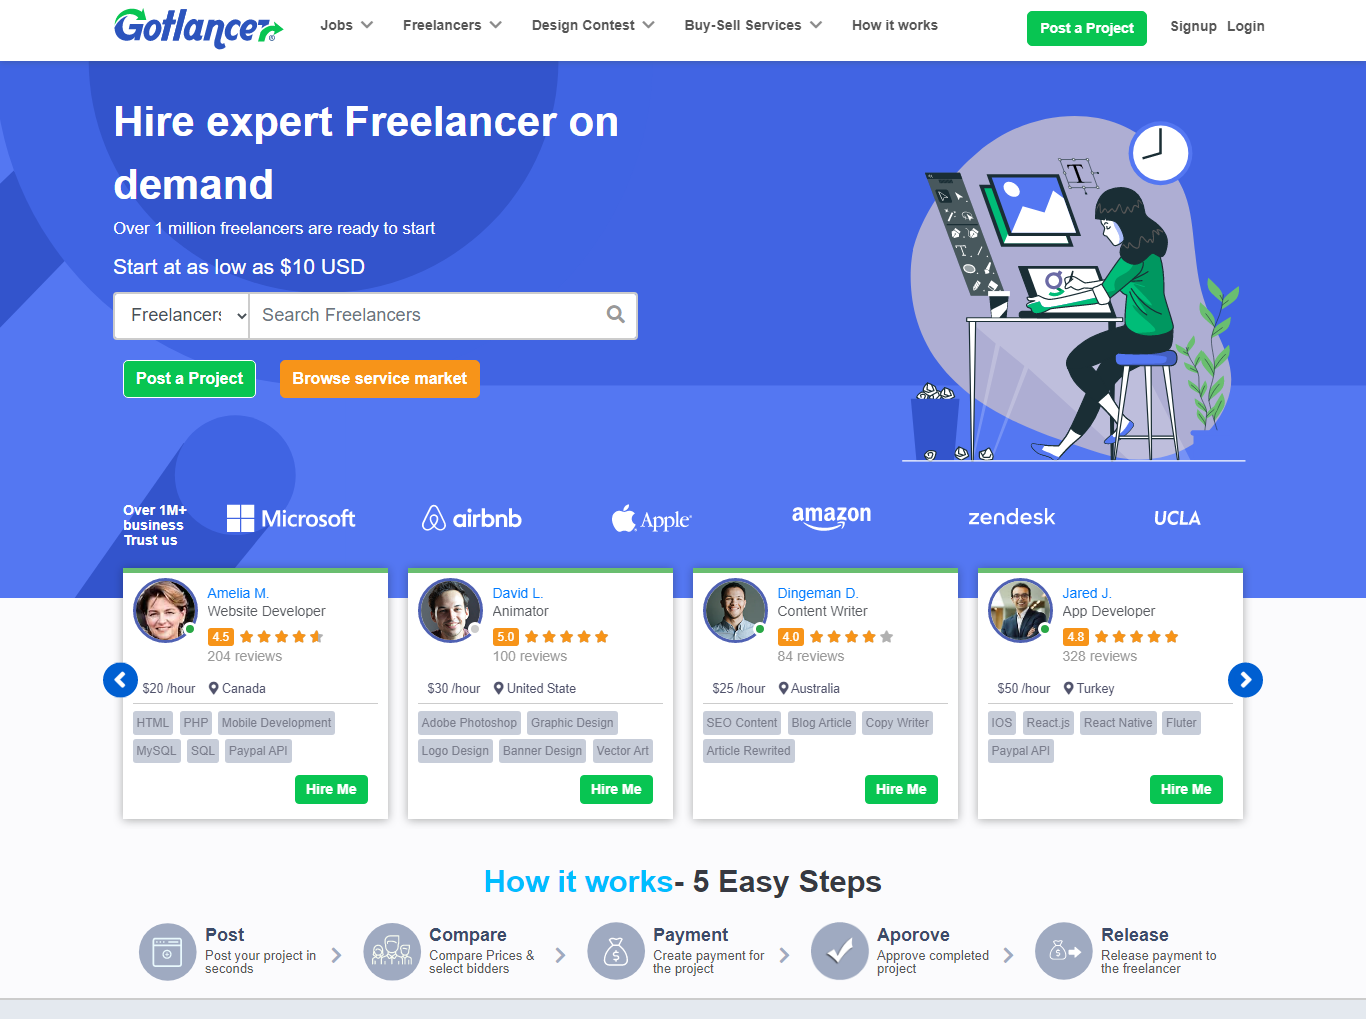 Gotlancer
Jobs
Freelancers
Design Contest
Buy-Sell Services
How it works
Post a Project
Signup
Login
Hire expert Freelancer on
demand
Over 1 million freelancers are ready to start
Start at as low as $10 USD
Freelancers
Search Freelancers
Post a Project
Browse service market
T
T
Over 1M+
business
Trust us
Microsoft
airbnb
Apple
amazon
zendesk
UCLA
Amelia M.
Website Developer
4.5
204 reviews
$20 /hour
Canada
HTML
PHP
Mobile Development
MySQL
SQL
Paypal API
Hire Me
David L.
Animator
5.0
100 reviews
$30 /hour
United State
Adobe Photoshop
Graphic Design
Logo Design
Banner Design
Vector Art
Hire Me
Dingeman D.
Content Writer
4.0
84 reviews
$25 /hour
Australia
SEO Content
Blog Article
Copy Writer
Article Rewrited
Hire Me
Jared J.
App Developer
4.8
328 reviews
$50 /hour
Turkey
IOS
React.js
React Native
Fluter
Paypal API
Hire Me
How it works- 5 Easy Steps
Post
Post your project in
seconds
Compare
Compare Prices &
select bidders
Payment
Create payment for
the project
Aporove
Approve completed
project
Release
Release payment to
the freelancer